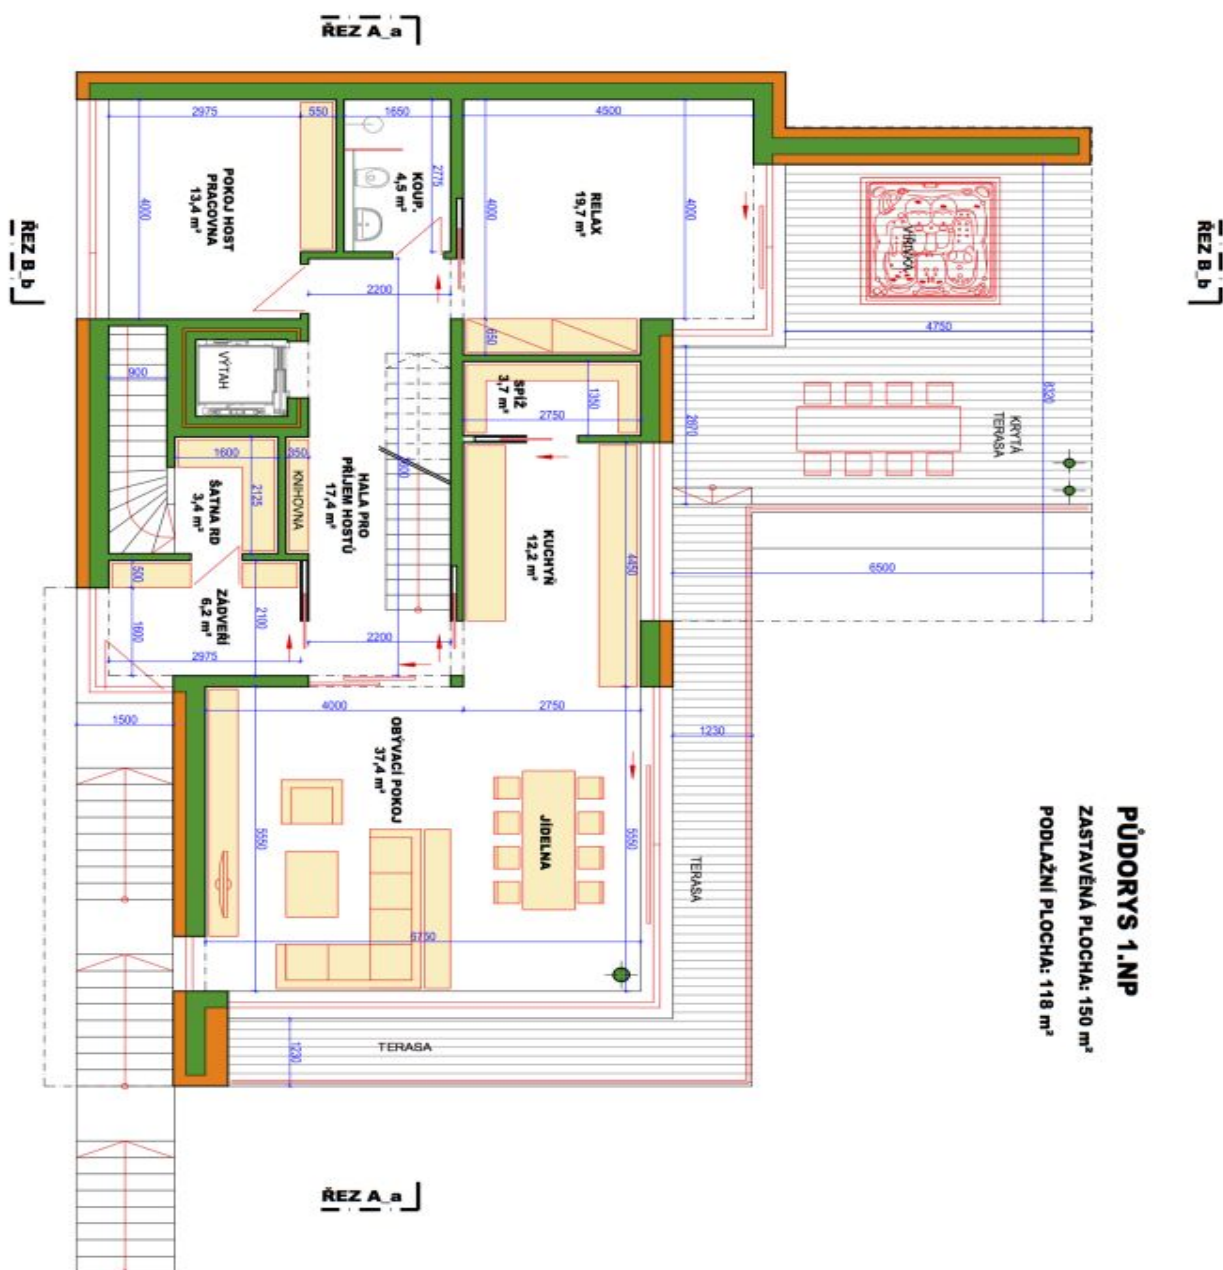 ŘEZ A_a
2975
550
1650
4500
POKOJ HOST
PRACOVNA
13,4 m²
4000
KOUP.
4,5 m²
2775
4000
RELAX
19,7 m²
4000
VÍŘIVKA
ŘEZ B_b
ŘEZ B_b
2200
4750
650
900
VÝTAH
SPÍŽ
3,7 m²
1350
2750
2870
8320
KRYTÁ
TERASA
1600
350
2125
ŠATNA RD
3,4 m²
KNIHOVNA
HALA PRO
PŘÍJEM HOSTŮ
17,4 m²
KUCHYŇ
12,2 m²
4450
6500
500
ZÁDVEŘÍ
6,2 m²
2100
1600
2200
2975
4000
2750
1500
1230
OBÝVACÍ POKOJ
37,4 m²
5550
JÍDELNA
5550
TERASA
6750
1230
TERASA
PŮDORYS 1.NP
ZASTAVĚNÁ PLOCHA: 150 m²
PODLAŽNÍ PLOCHA: 118 m²
ŘEZ A_a